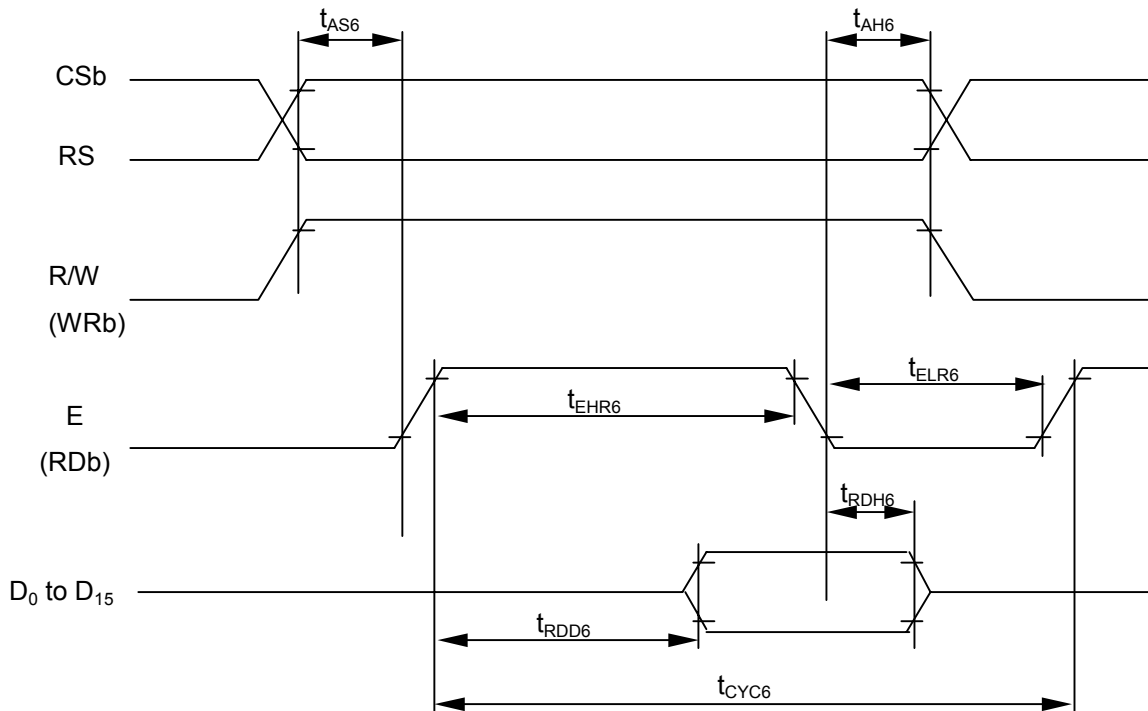 tAS6
tAH6
CSb
RS
R/W
(WRb)
tELR6
tEHR6
E
(RDb)
tRDH6
D0 to D15
tRDD6
tCYC6